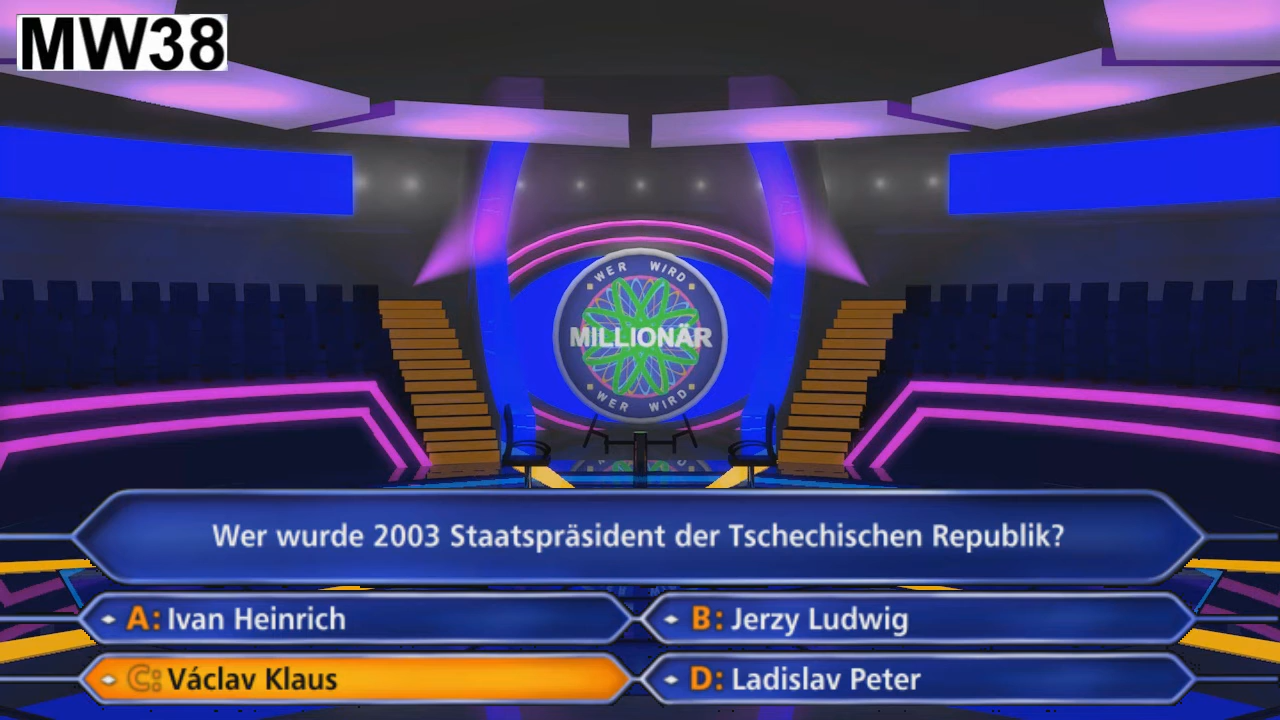 MW38
WER WIRD
MILLIONÄR
WER WIRD
Wer wurde 2003 Staatspräsident der Tschechischen Republik?
A: Ivan Heinrich
B: Jerzy Ludwig
C: Václav Klaus
D: Ladislav Peter